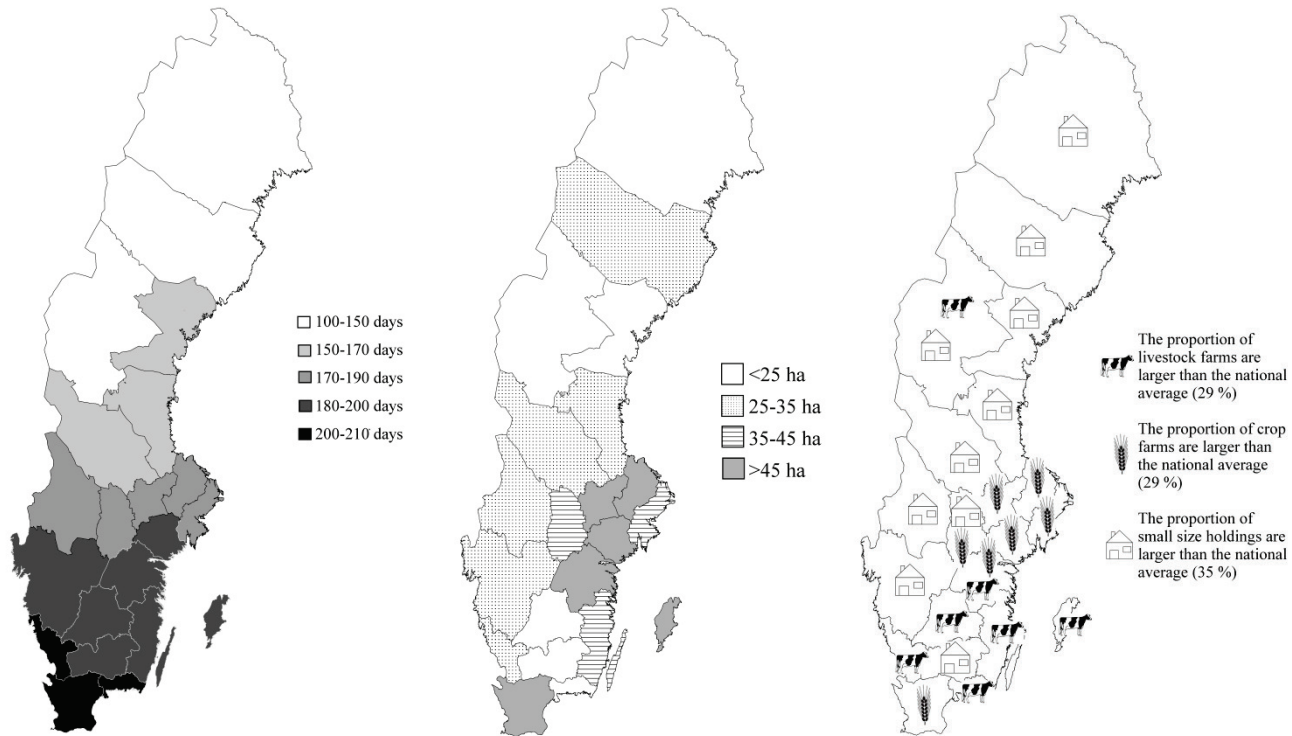 100-150 days
150-170 days
170-190 days
180-200 days
200-210 days
<25 ha
25-35 ha
35-45 ha
>45 ha
The proportion of
livestock farms are
larger than the national
average (29 %)
The proportion of crop
farms are larger than
the national average
(29 %)
The proportion of
small size holdings are
larger than the national
average (35 %)